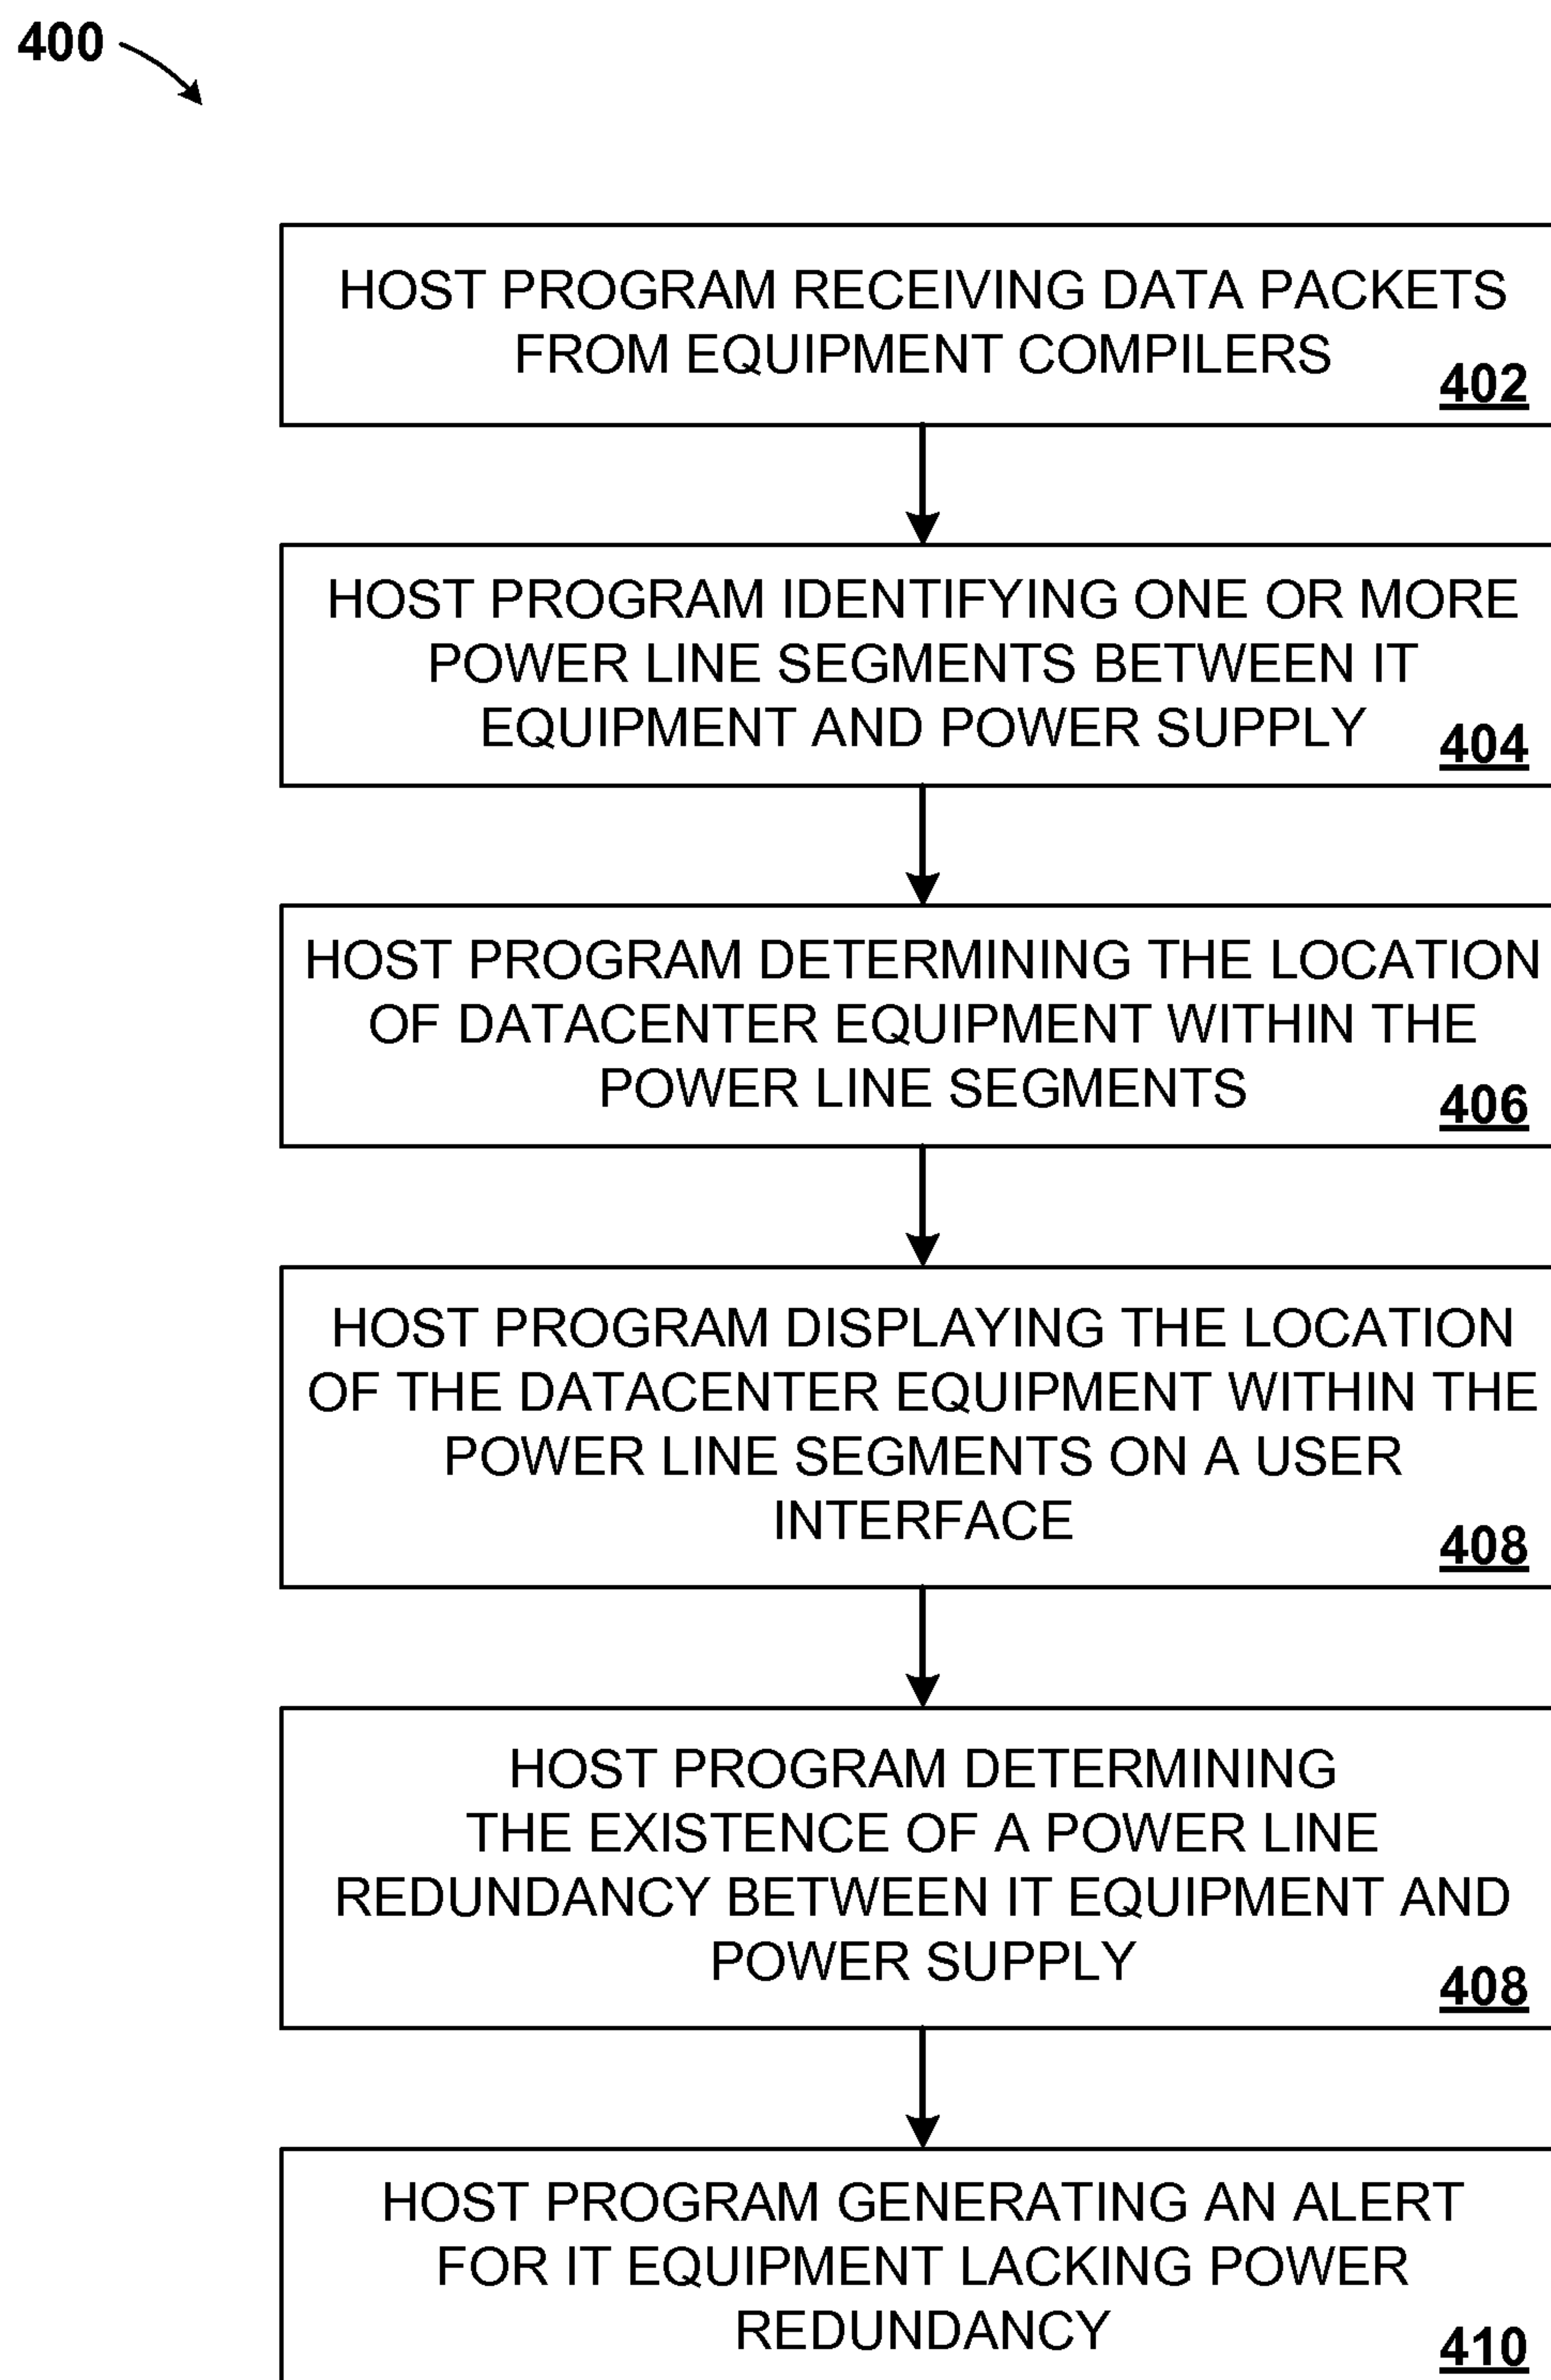 400
HOST PROGRAM RECEIVING DATA PACKETS
FROM EQUIPMENT COMPILERS
402
HOST PROGRAM IDENTIFYING ONE OR MORE
POWER LINE SEGMENTS BETWEEN IT
EQUIPMENT AND POWER SUPPLY
404
HOST PROGRAM DETERMINING THE LOCATION
OF DATACENTER EQUIPMENT WITHIN THE
POWER LINE SEGMENTS
406
HOST PROGRAM DISPLAYING THE LOCATION
OF THE DATACENTER EQUIPMENT WITHIN THE
POWER LINE SEGMENTS ON A USER
INTERFACE
408
HOST PROGRAM DETERMINING
THE EXISTENCE OF A POWER LINE
REDUNDANCY BETWEEN IT EQUIPMENT AND
POWER SUPPLY
408
HOST PROGRAM GENERATING AN ALERT
FOR IT EQUIPMENT LACKING POWER
REDUNDANCY
410